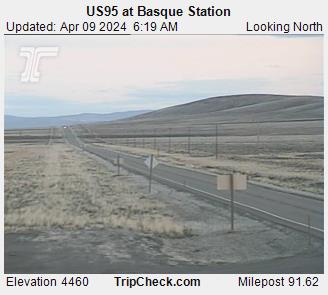 US95 at Basque Station
Updated: Apr 09 2024 6:19 AM Looking North
Elevation 4460 TripCheck.com Milepost 91.62